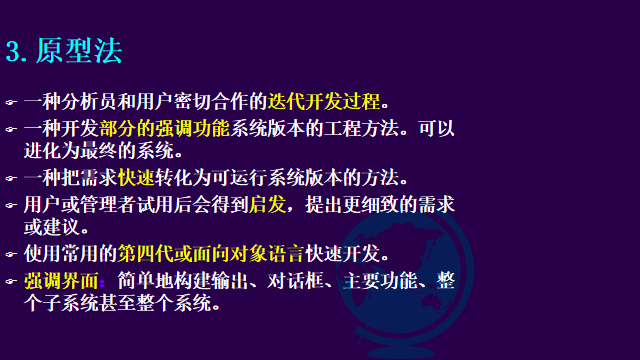 3.原型法
☞ 一种分析员和用户密切合作的迭代开发过程。
☞ 一种开发部分的强调功能系统版本的工程方法。可以
进化为最终的系统。
☞ 一种把需求快速转化为可运行系统版本的方法。
☞ 用户或管理者试用后会得到启发，提出更细致的需求
或建议。
☞ 使用常用的第四代或面向对象语言快速开发。
☞ 强调界面：简单地构建输出、对话框、主要功能、整
个子系统甚至整个系统。